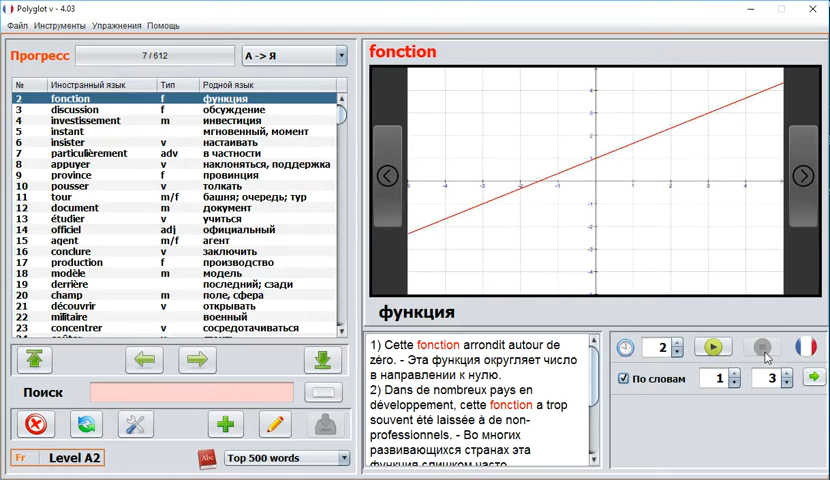 Polyglot v - 4.03
Файл Инструменты Упражнения Помощь
Прогресс 7 / 612 А -> Я
№ Иностранный язык Тип Родной язык
2 fonction f функция
3 discussion f обсуждение
4 investissement m инвестиция
5 instant мгновенный, момент
6 insister v настаивать
7 particulièrement adv в частности
8 appuyer v наклоняться, поддержка
9 province f провинция
10 pousser v толкать
11 tour m/f башня; очередь; тур
12 document m документ
13 étudier v учиться
14 officiel adj официальный
15 agent m/f агент
16 conclure v заключить
17 production f производство
18 modèle m модель
19 derrière последний; сзади
20 champ m поле, сфера
21 découvrir v открывать
22 militaire военный
23 concentrer v сосредотачиваться
Поиск
Fr Level A2
Abc
Top 500 words
fonction
функция
1) Cette fonction arrondit autour de
zéro. - Эта функция округляет число
в направлении к нулю.
2) Dans de nombreux pays en
développement, cette fonction a trop
souvent été laissée à de non-
professionnels. - Во многих
развивающихся странах эта
функция слишком часто
2
По словам 1 3